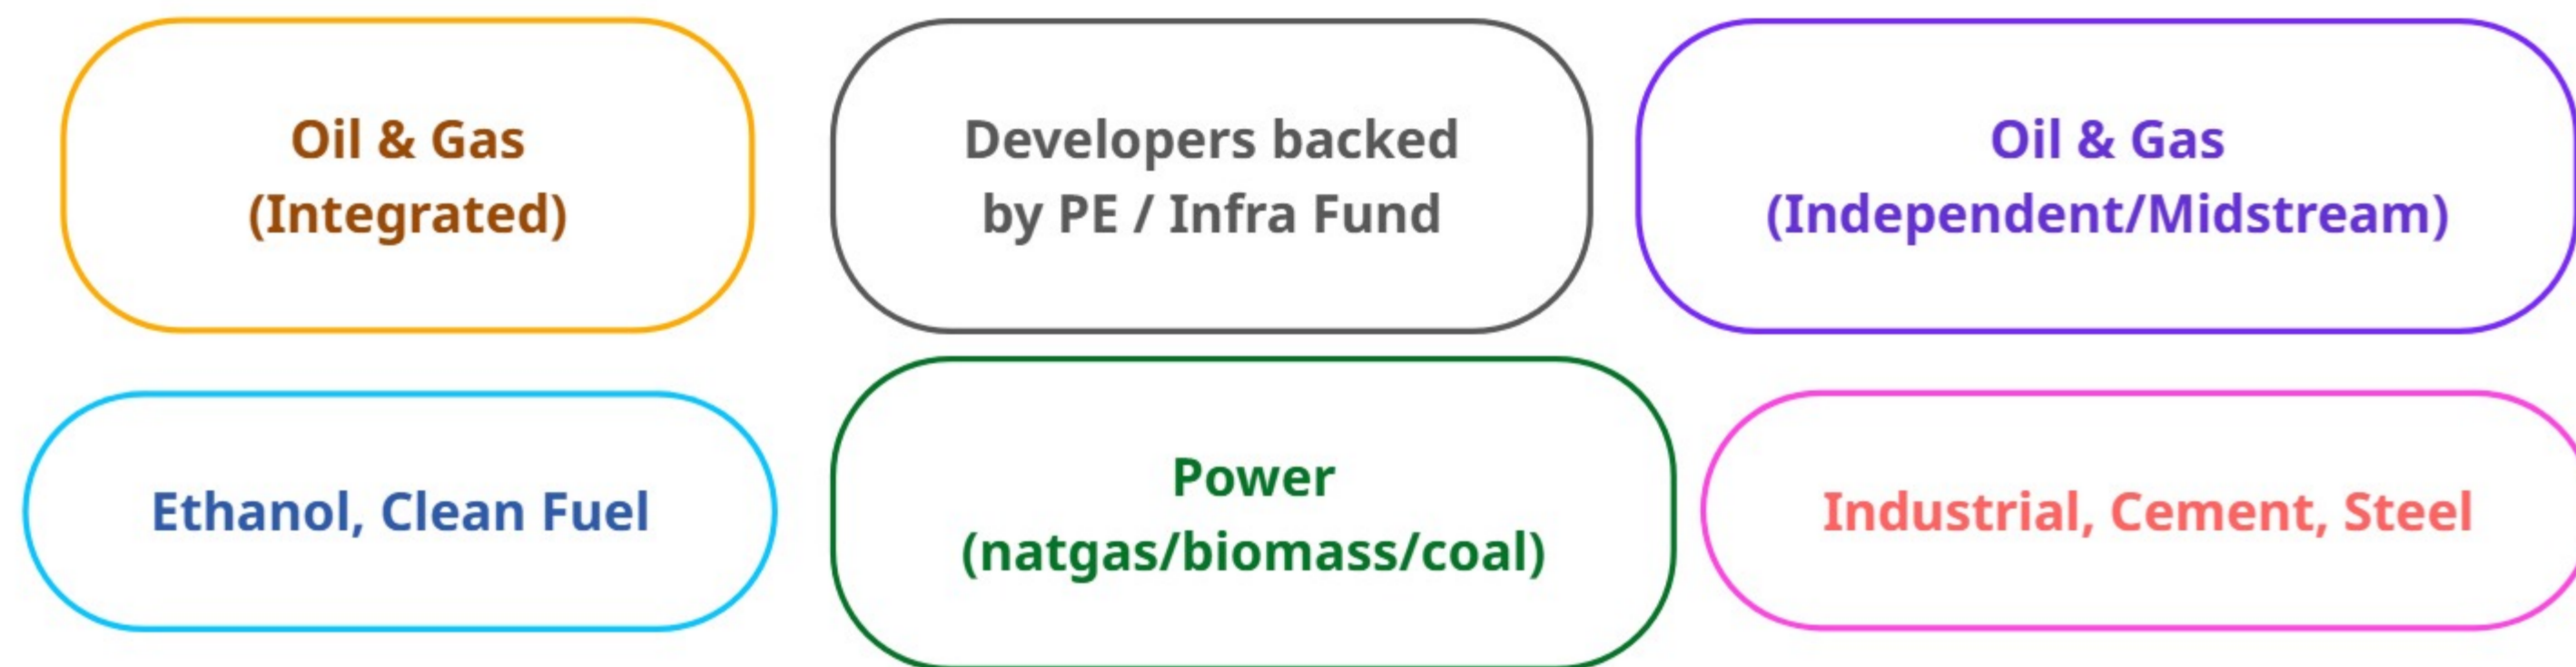 Oil & Gas
(Integrated)
Developers backed
by PE / Infra Fund
Oil & Gas
(Independent/Midstream)
Ethanol, Clean Fuel
Power
(natgas/biomass/coal)
Industrial, Cement, Steel